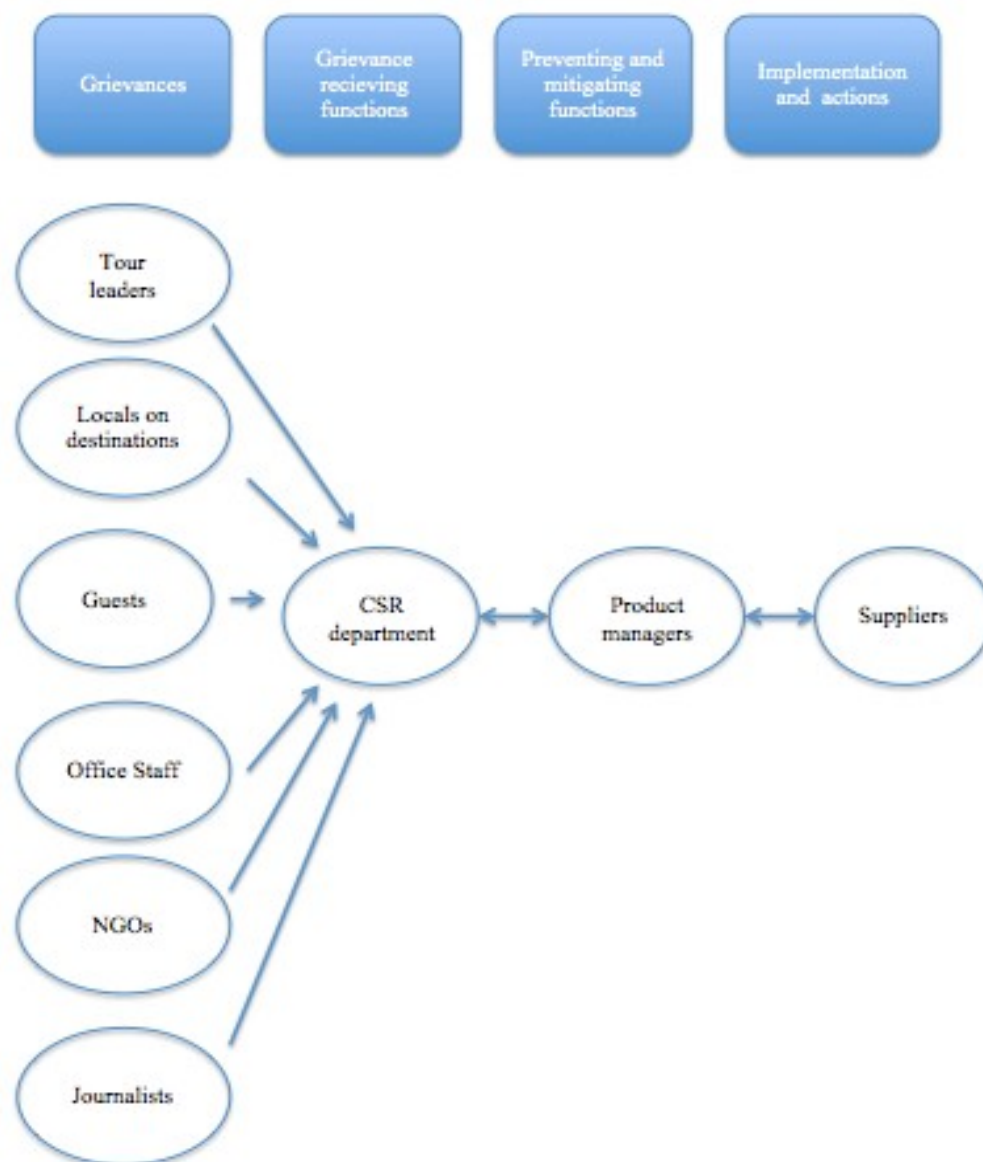 Grievances
Grievance
recieving
functions
Preventing and
mitigating
functions
Implementation
and actions
Tour
leaders
Locals on
destinations
Guests
CSR
department
Product
managers
Suppliers
Office Staff
NGOs
Journalists